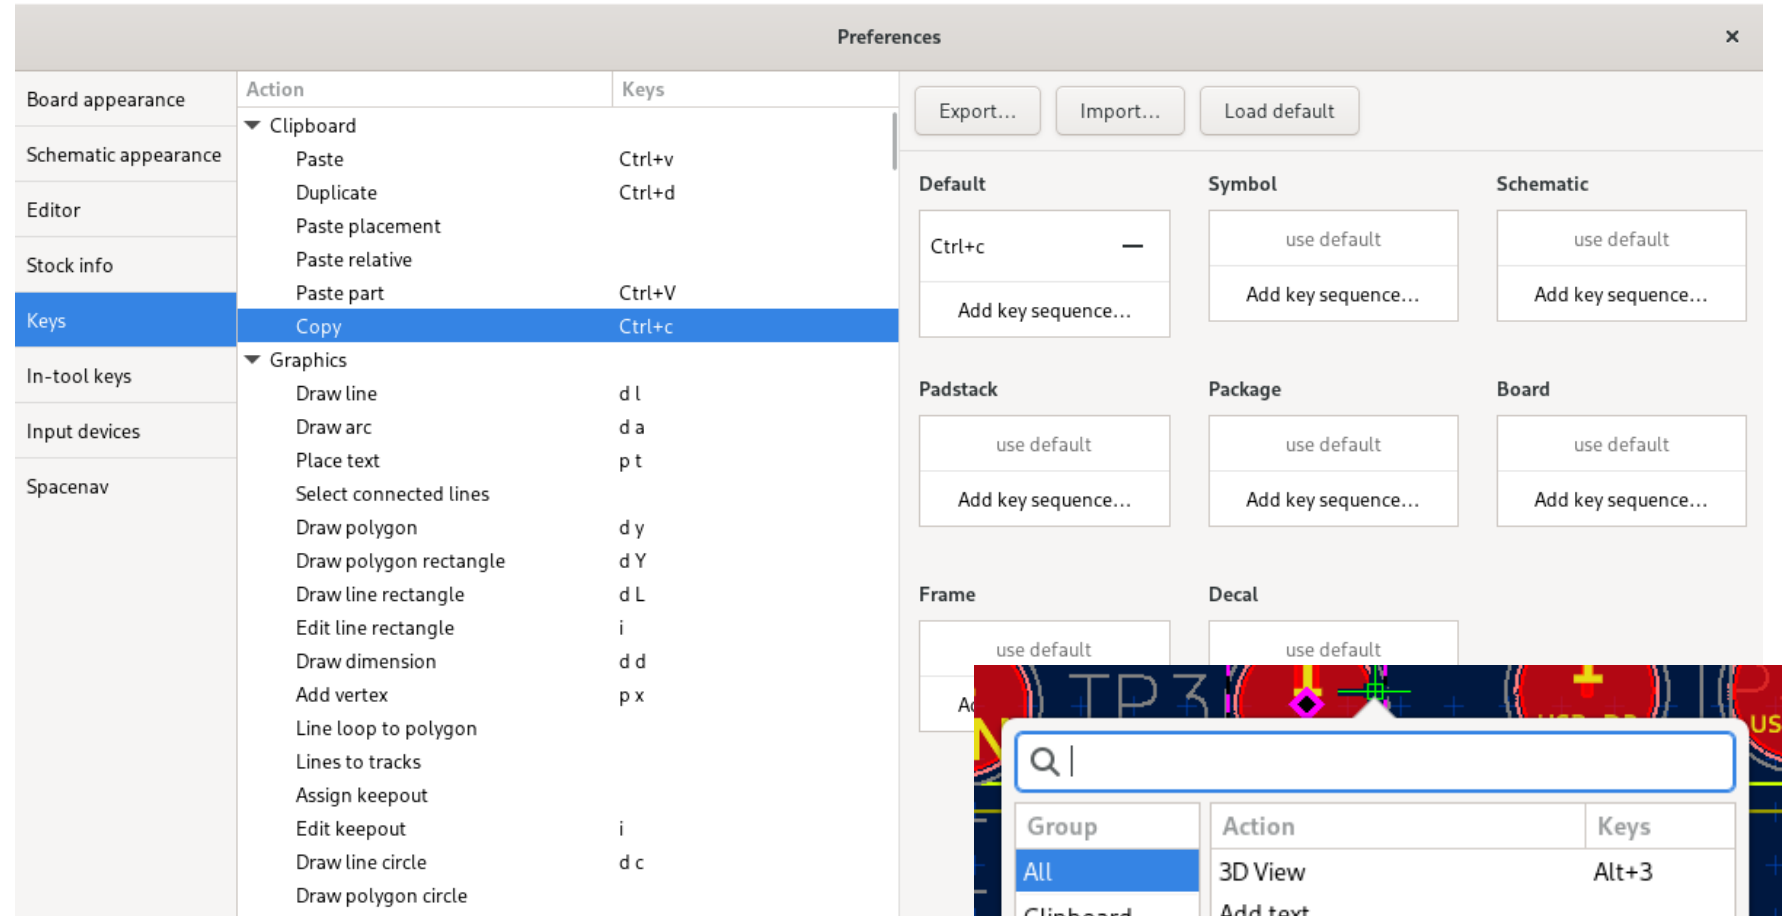 Preferences
Board appearance
Schematic appearance
Editor
Stock info
Keys
In-tool keys
Input devices
Spacenav
Action Keys
Clipboard
Paste Ctrl+v
Duplicate Ctrl+d
Paste placement
Paste relative
Paste part Ctrl+V
Copy Ctrl+c
Graphics
Draw line d l
Draw arc d a
Place text p t
Select connected lines
Draw polygon d y
Draw polygon rectangle d Y
Draw line rectangle d L
Edit line rectangle i
Draw dimension d d
Add vertex p x
Line loop to polygon
Lines to tracks
Assign keepout
Edit keepout i
Draw line circle d c
Draw polygon circle
Export... Import... Load default
Default Symbol Schematic
Ctrl+c use default use default
Add key sequence... Add key sequence... Add key sequence...
Padstack Package Board
use default use default use default
Add key sequence... Add key sequence... Add key sequence...
Frame Decal
use default use default
TP3
Group Action Keys
All 3D View Alt+3
Clipboard Add text